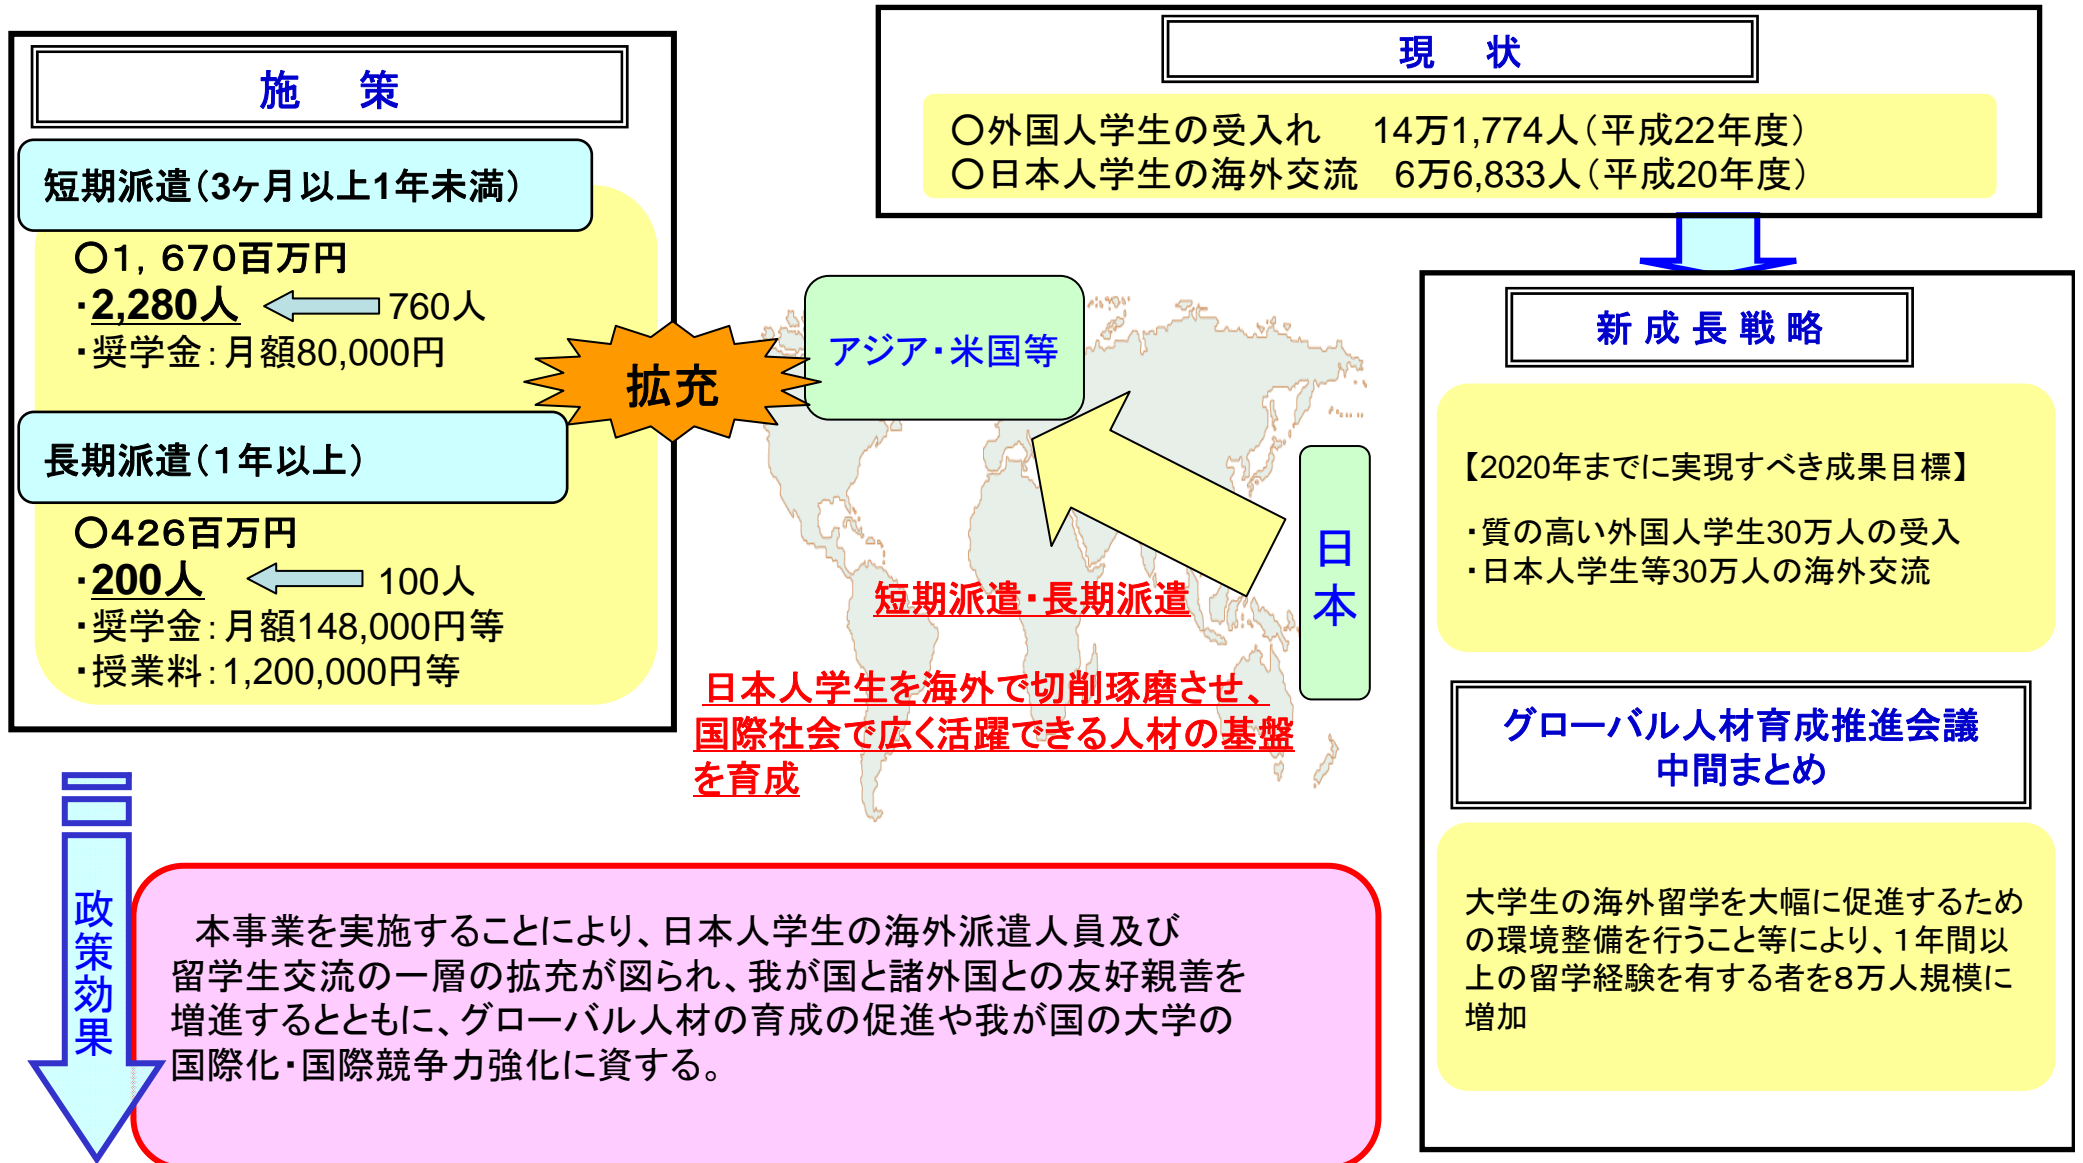 施　策
短期派遣（3ヶ月以上1年未満）
○１，６７０百万円
・2,280人　760人
・奨学金：月額80,000円
長期派遣（１年以上）
○４２６百万円
・200人　100人
・奨学金：月額148,000円等
・授業料：1,200,000円等
拡充
現　状
○外国人学生の受入れ　14万1,774人（平成22年度）
○日本人学生の海外交流　6万6,833人（平成20年度）
アジア・米国等
日本
短期派遣・長期派遣
日本人学生を海外で切削琢磨させ、
国際社会で広く活躍できる人材の基盤
を育成
新成長戦略
【2020年までに実現すべき成果目標】
・質の高い外国人学生30万人の受入
・日本人学生等30万人の海外交流
グローバル人材育成推進会議
中間まとめ
大学生の海外留学を大幅に促進するため
の環境整備を行うこと等により、１年間以
上の留学経験を有する者を８万人規模に
増加
政策効果
本事業を実施することにより、日本人学生の海外派遣人員及び
留学生交流の一層の拡充が図られ、我が国と諸外国との友好親善を
増進するとともに、グローバル人材の育成の促進や我が国の大学の
国際化・国際競争力強化に資する。